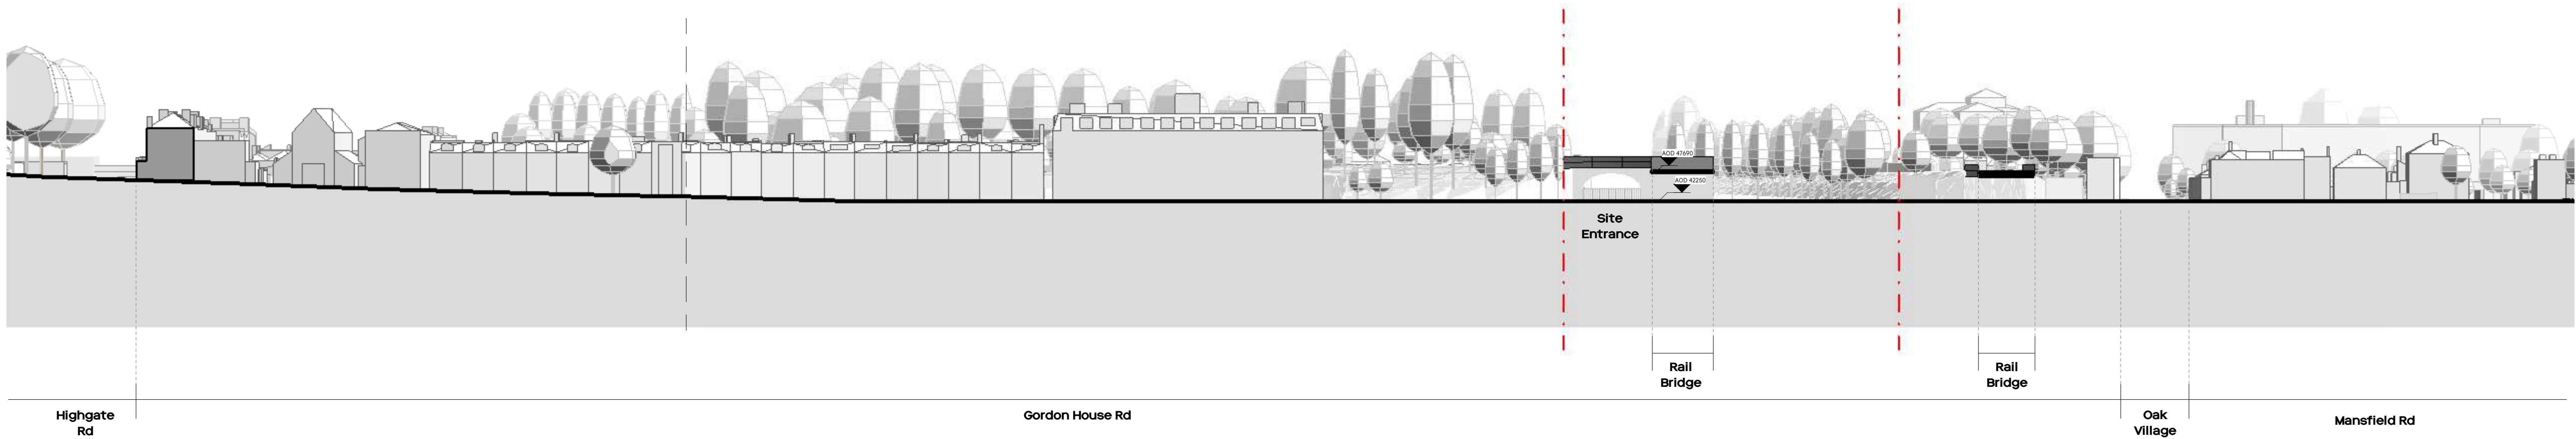 AOD 47690
AOD 42250
Site
Entrance
Rail
Bridge
Rail
Bridge
Highgate
Rd
Gordon House Rd
Oak
Village
Mansfield Rd